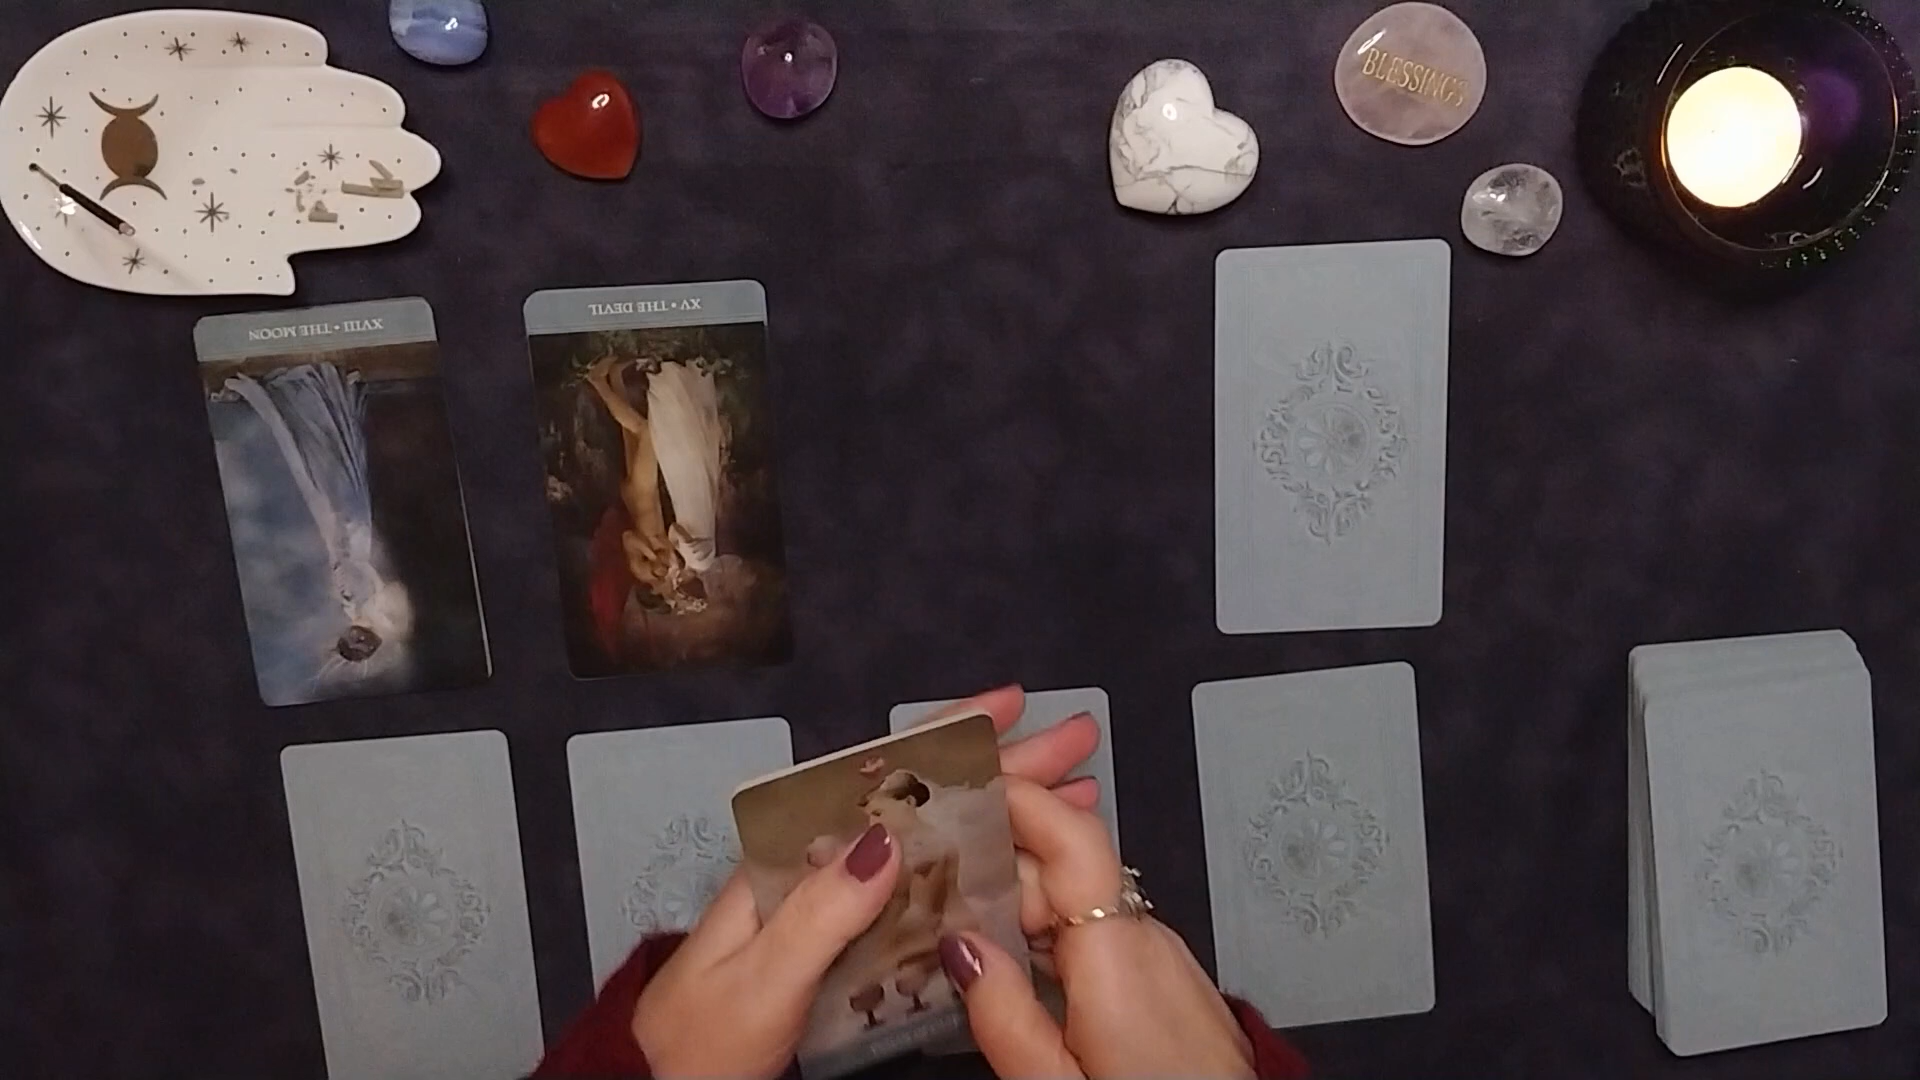 BLESSINGS
XVIII • THE MOON
XV • THE DEVIL